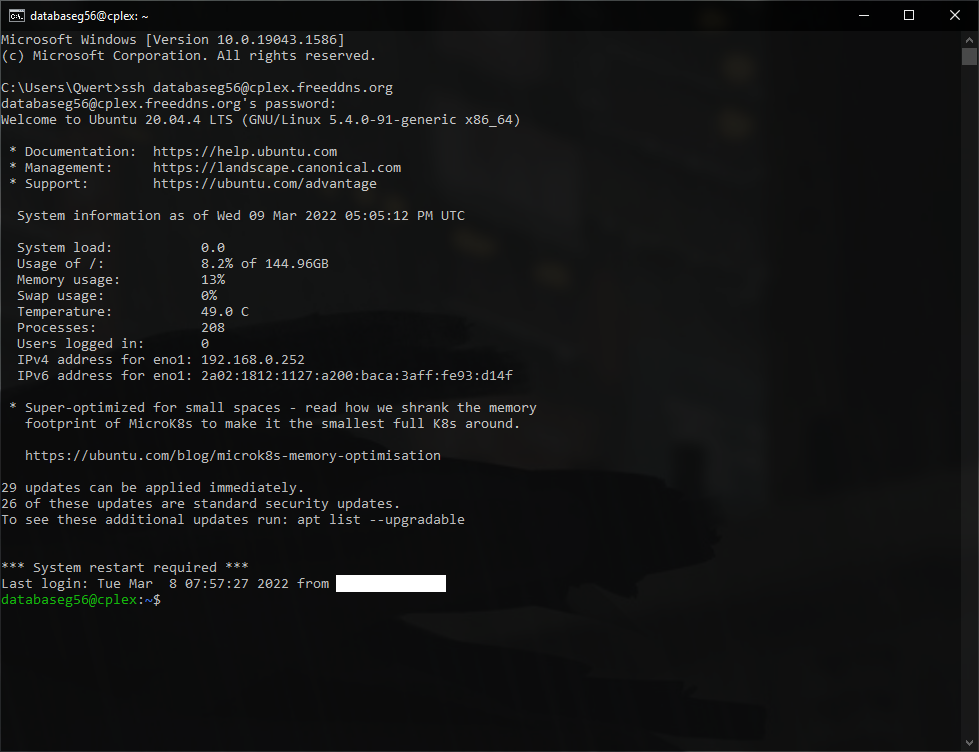 databaseg56@cplex: ~
Microsoft Windows [Version 10.0.19043.1586]
(c) Microsoft Corporation. All rights reserved.
C:\Users\Qwert>ssh databaseg56@cplex.freeddns.org
databaseg56@cplex.freeddns.org's password:
Welcome to Ubuntu 20.04.4 LTS (GNU/Linux 5.4.0-91-generic x86_64)
* Documentation:  https://help.ubuntu.com
* Management:     https://landscape.canonical.com
* Support:        https://ubuntu.com/advantage
System information as of Wed 09 Mar 2022 05:05:12 PM UTC
System load:           0.0
Usage of /:            8.2% of 144.96GB
Memory usage:          13%
Swap usage:            0%
Temperature:           49.0 C
Processes:             208
Users logged in:       0
IPv4 address for eno1: 192.168.0.252
IPv6 address for eno1: 2a02:1812:1127:a200:baca:3aff:fe93:d14f
* Super-optimized for small spaces - read how we shrank the memory
footprint of MicroK8s to make it the smallest full K8s around.
https://ubuntu.com/blog/microk8s-memory-optimisation
29 updates can be applied immediately.
26 of these updates are standard security updates.
To see these additional updates run: apt list --upgradable
*** System restart required ***
Last login: Tue Mar  8 07:57:27 2022 from
databaseg56@cplex:~$